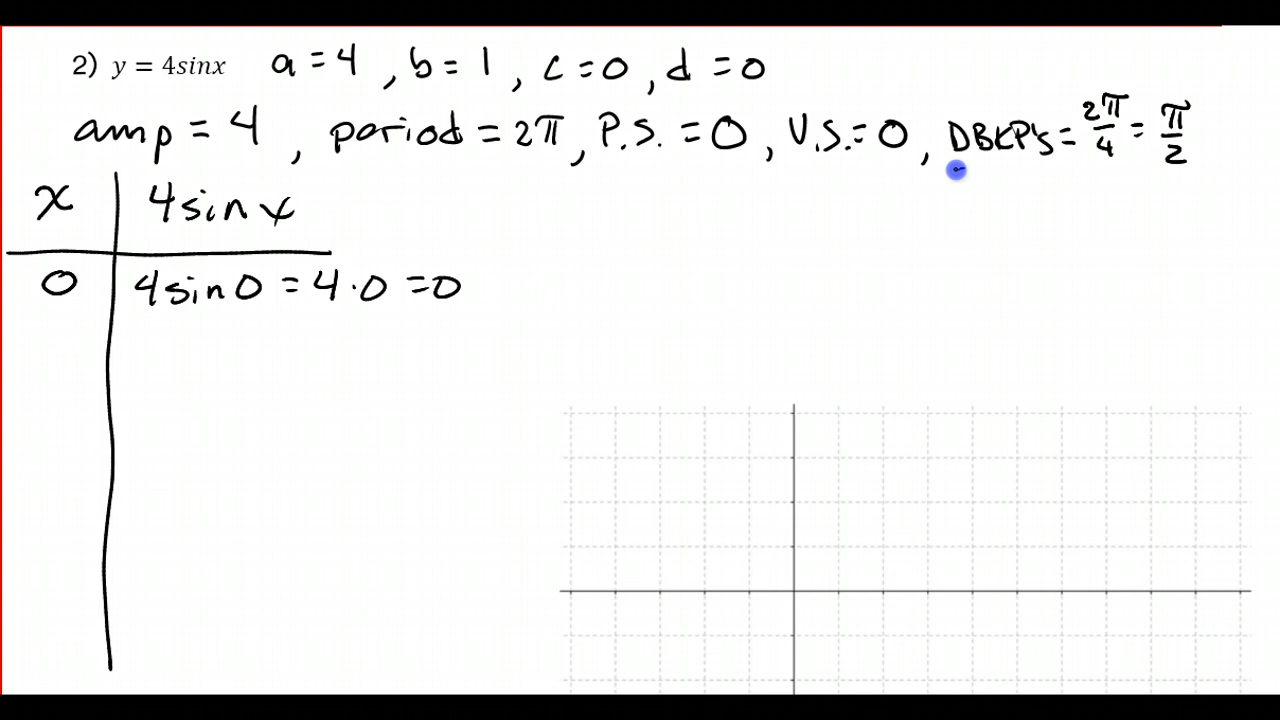 2) y = 4sinx a = 4 , b = 1 , c = 0 , d = 0
amp = 4 , period = 2π , P.S. = 0 , V.S. = 0 , DBCP's = 2π/4 = π/2
x 4sin x
0 4sin0 = 4·0 = 0